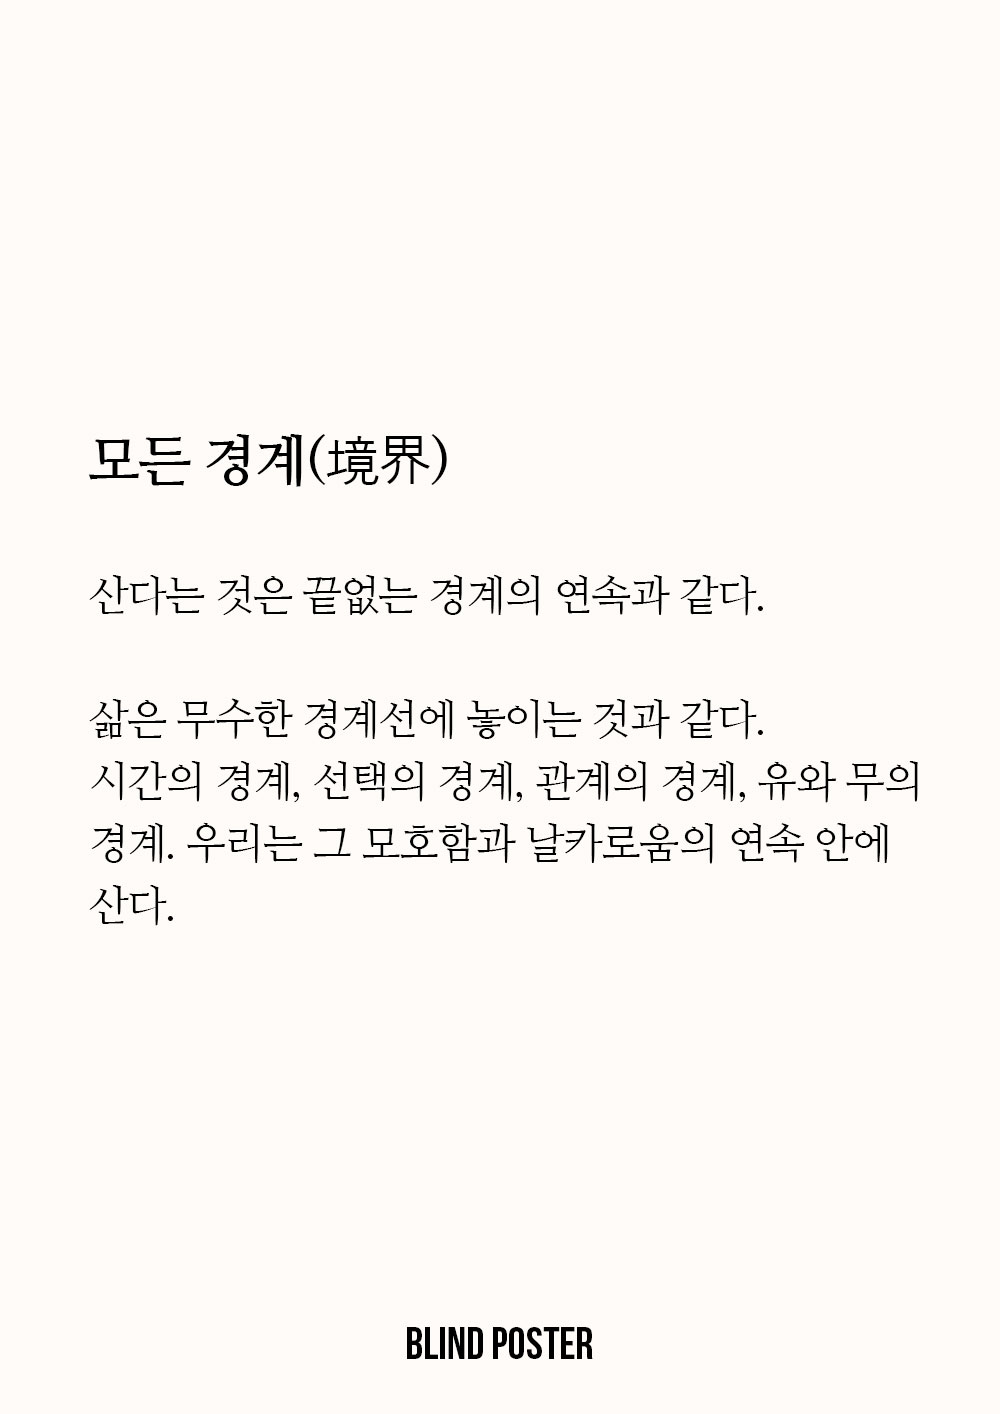 모든 경계(境界)
산다는 것은 끝없는 경계의 연속과 같다.
삶은 무수한 경계선에 놓이는 것과 같다.
시간의 경계, 선택의 경계, 관계의 경계, 유와 무의
경계. 우리는 그 모호함과 날카로움의 연속 안에
산다.
BLIND POSTER